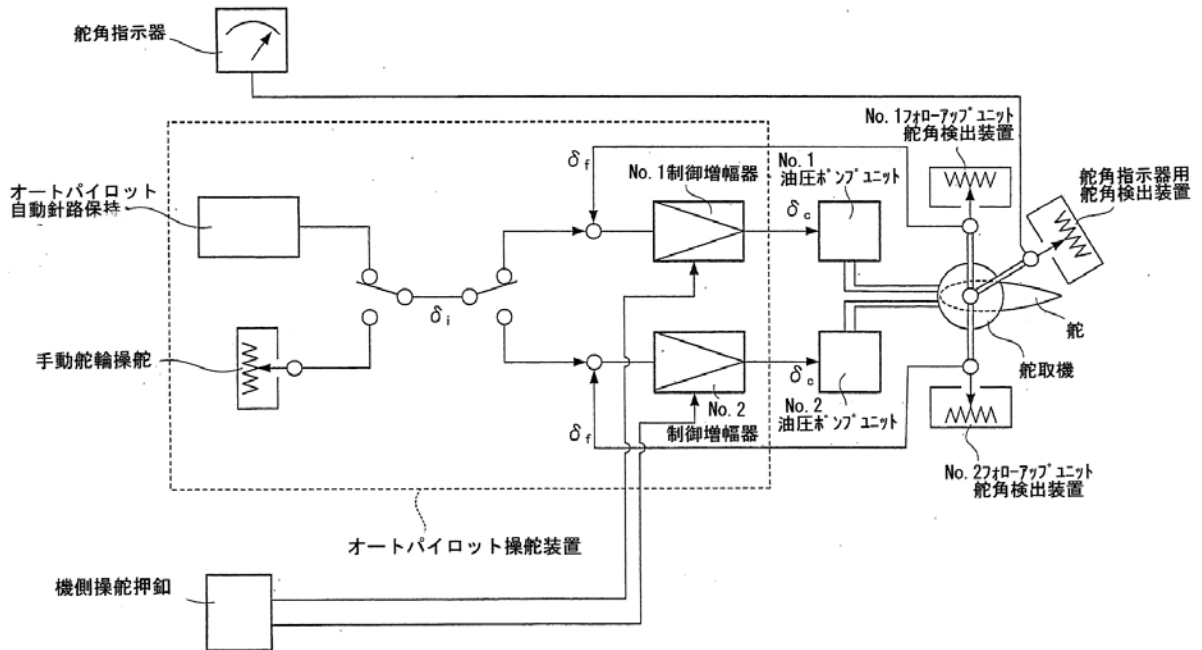 舵角指示器
No. 1フォローアップユニット
舵角検出装置
No. 1
油圧ポンプユニット
δf
No. 1制御増幅器
舵角指示器用
舵角検出装置
オートパイロット
自動針路保持
δc
δi
舵
手動舵輪操舵
舵取機
δc
No. 2
制御増幅器
No. 2
油圧ポンプユニット
δf
No. 2フォローアップユニット
舵角検出装置
オートパイロット操舵装置
機側操舵押釦